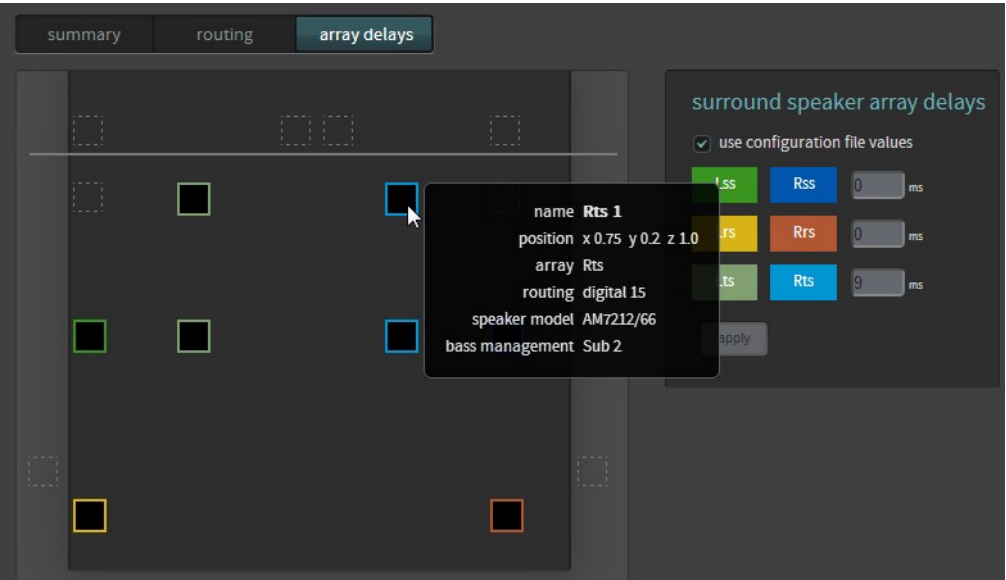 summary routing array delays
surround speaker array delays
use configuration file values
Lss Rss 0 ms
name Rts 1
position x 0.75 y 0.2 z 1.0
Rrs 0 ms
array Rts
routing digital 15
Rts 9 ms
speaker model AM7212/66
apply
bass management Sub 2